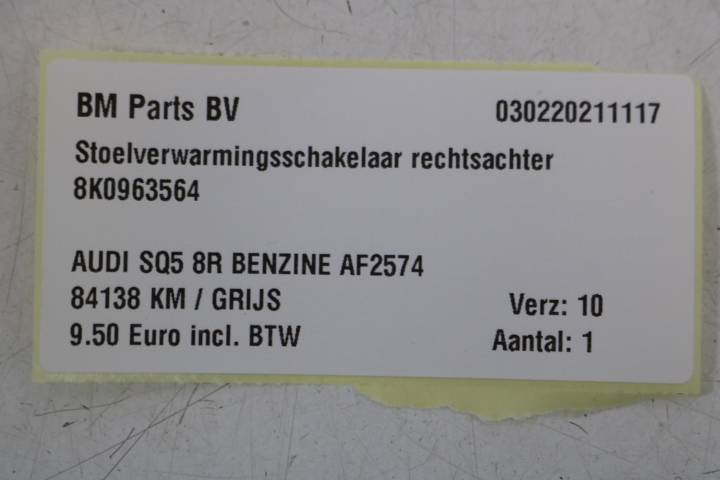 BM Parts BV 030220211117
Stoelverwarmingsschakelaar rechtsachter
8K0963564
AUDI SQ5 8R BENZINE AF2574
84138 KM / GRIJS Verz: 10
9.50 Euro incl. BTW Aantal: 1